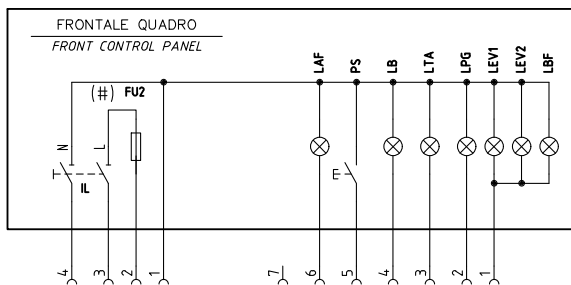 FRONTALE QUADRO
FRONT CONTROL PANEL
LAF PS LB LTA LPG LEV1 LEV2 LBF
(#) FU2
N L
IL
4 3 2 1 7 6 5 4 3 2 1